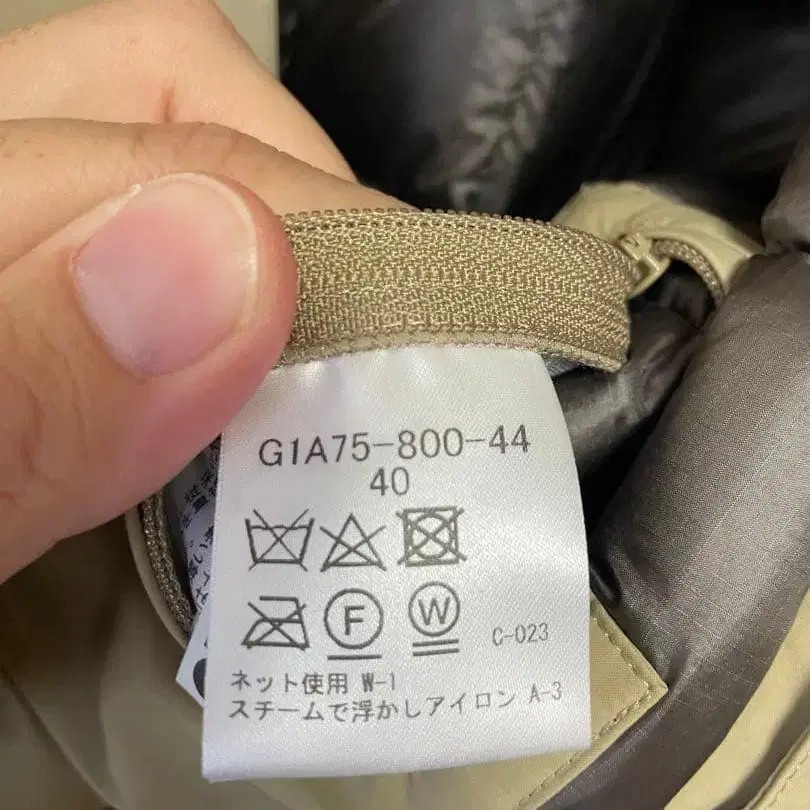 G1A75-800-44
40
F
W
C-023
ネット使用 W-1
スチームで浮かしアイロン A-3